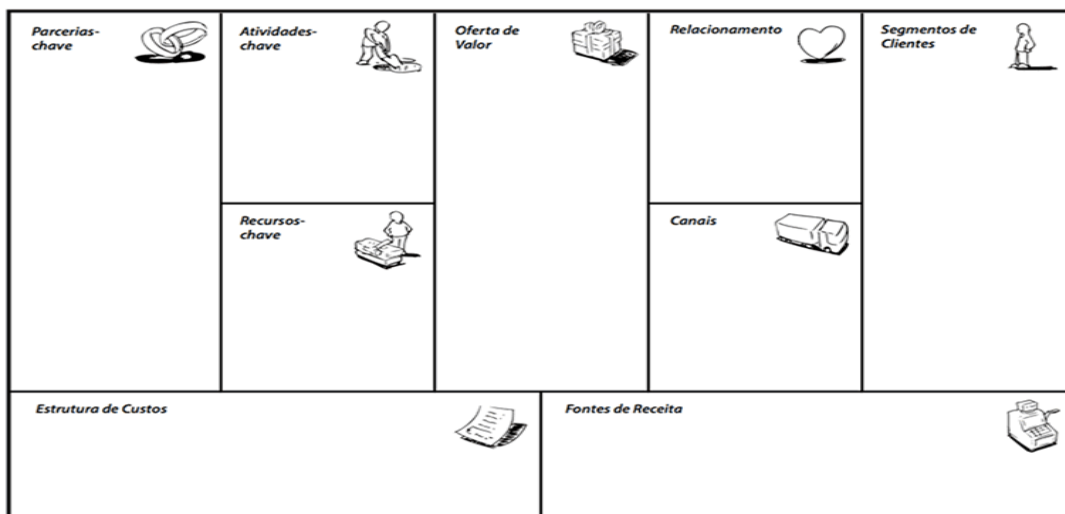 Parcerias-
chave
Atividades-
chave
Oferta de
Valor
Relacionamento
Segmentos de
Clientes
Recursos-
chave
Canais
Estrutura de Custos
Fontes de Receita